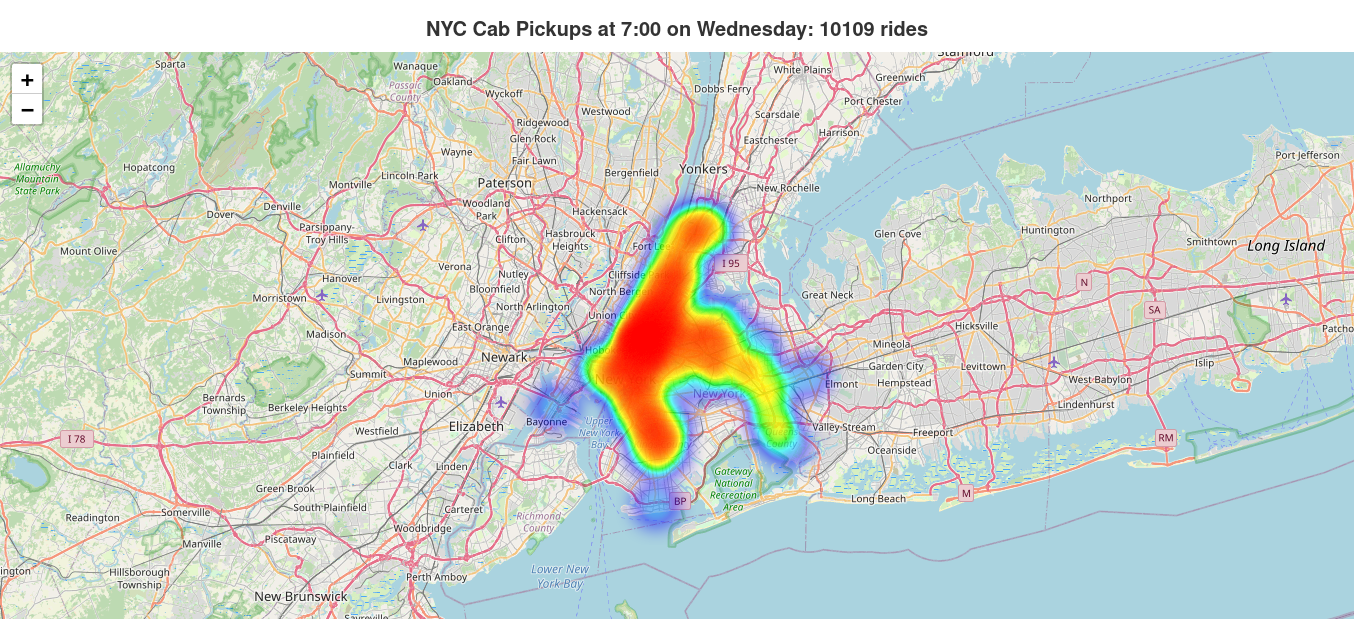 NYC Cab Pickups at 7:00 on Wednesday: 10109 rides
+
−
Sparta
Wanaque
Oakland
Passaic
County
Wyckoff
Westwood
Dobbs Ferry
White Plains
Greenwich
Stamford
Port Chester
Scarsdale
Harrison
Eastchester
Ridgewood
Glen Rock
Fair Lawn
Wayne
Lincoln Park
Montville
Hopatcong
Allamuchy
Mountain
State Park
Bergenfield
Yonkers
New Rochelle
Port Jefferson
Northport
Paterson
Woodland
Park
Hackensack
Denville
Dover
Parsippany-
Troy Hills
Mount Olive
Clifton
Hasbrouck
Heights
Fort Lee
I 95
Glen Cove
Huntington
Smithtown
Long Island
Hanover
Verona
Nutley
Bloomfield
Cliffside
North Ber
North Arlington
Union C
Great Neck
N
SA
Morristown
Livingston
Madison
East Orange
Hicksville
Patcho
Mineola
Newark
Hobo
Maplewood
Summit
Union
Garden City
Hempstead
Levittown
Islip
West Babylon
Elmont
New York
Lindenhurst
Bernards
Township
Berkeley Heights
Bayonne
Elizabeth
Upper
New York
Bay
County
Valley Stream
Freeport
Oceanside
I 78
Westfield
Plainfield
Clark
Linden
RM
Gateway
National
Recreation
Area
BP
Long Beach
M
Green Brook
South Plainfield
Carteret
Readington
Somerville
Richmond
County
Woodbridge
Manville
Piscataway
ington
Hillsborough
Township
Perth Amboy
Lower New
York Bay
New Brunswick
Sayreville